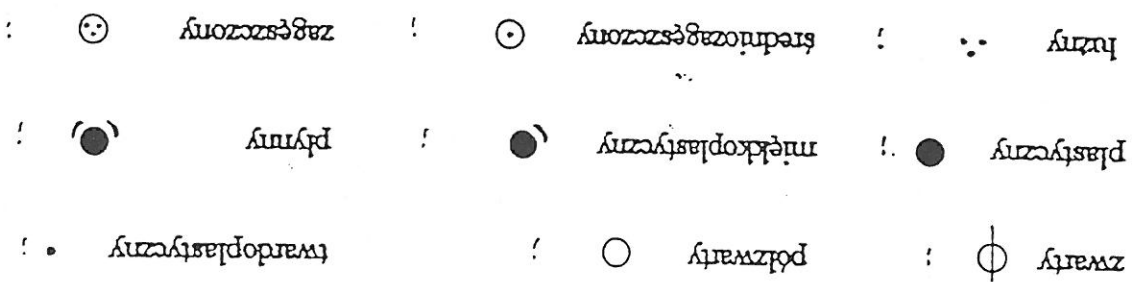 zwarty ; półzwarty ; twardoplastyczny ;
plastyczny ; miękkoplastyczny ; płynny ;
luźny ; średniozagęszczony ; zagęszczony ;